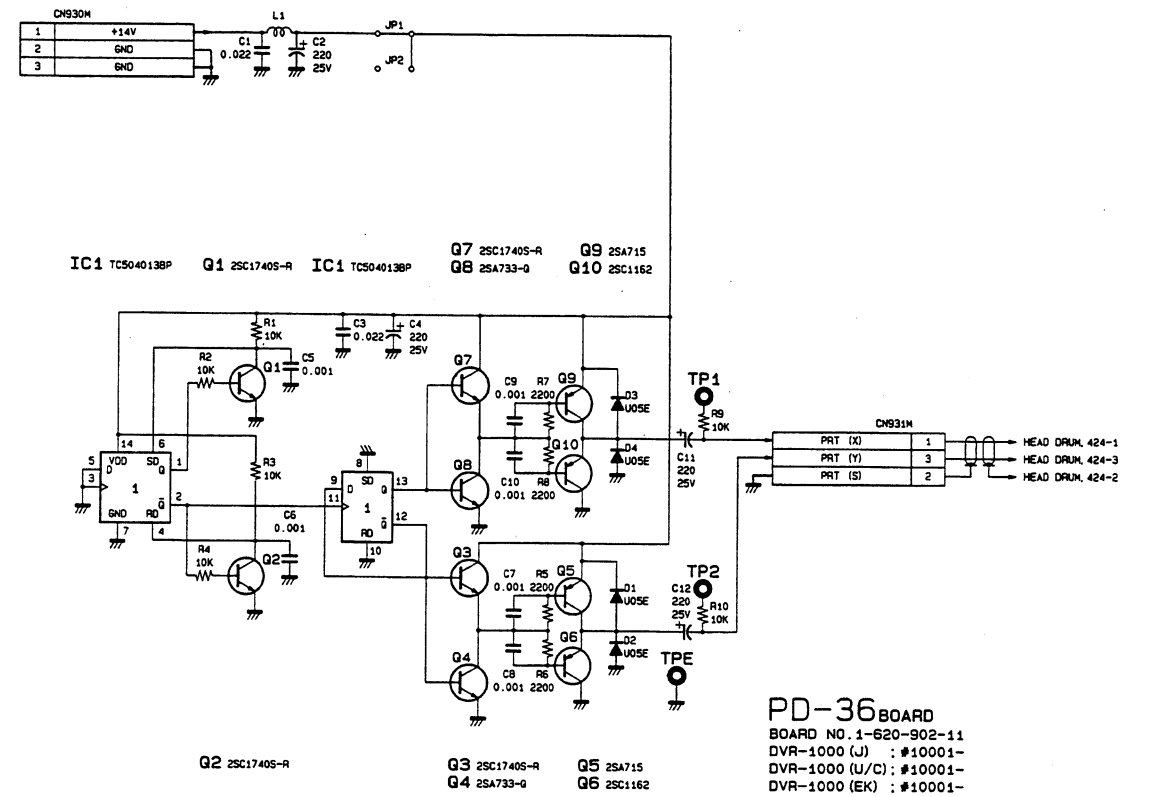 CN930M
1 +14V
2 GND
3 GND
L1
C1
0.022
C2
220
25V
JP1
JP2
IC1 TC504013BP
Q1 2SC1740S-R
IC1 TC504013BP
Q7 2SC1740S-R
Q8 2SA733-Q
Q9 2SA715
Q10 2SC1162
R1
10K
R2
10K
Q1
C5
0.001
C3
0.022
C4
220
25V
14
6
VDD
SD
5
D
Q
1
3
1
2
Q
GND
RD
7
4
R3
10K
R4
10K
Q2
C6
0.001
8
SD
9
D
Q
13
11
1
12
Q
RD
10
Q7
Q8
C9
0.001
R7
2200
Q9
Q10
C10
0.001
R8
2200
D3
U05E
D4
U05E
C11
220
25V
TP1
R9
10K
CN931M
PRT (X) 1 HEAD DRUM, 424-1
PRT (Y) 3 HEAD DRUM, 424-3
PRT (S) 2 HEAD DRUM, 424-2
Q3
Q4
C7
0.001
R5
2200
Q5
Q6
C8
0.001
R6
2200
D1
U05E
D2
U05E
C12
220
25V
TP2
R10
10K
TPE
PD-36 BOARD
BOARD NO. 1-620-902-11
DVR-1000 (J) : #10001-
DVR-1000 (U/C) : #10001-
DVR-1000 (EK) : #10001-
Q2 2SC1740S-R
Q3 2SC1740S-R
Q4 2SA733-Q
Q5 2SA715
Q6 2SC1162